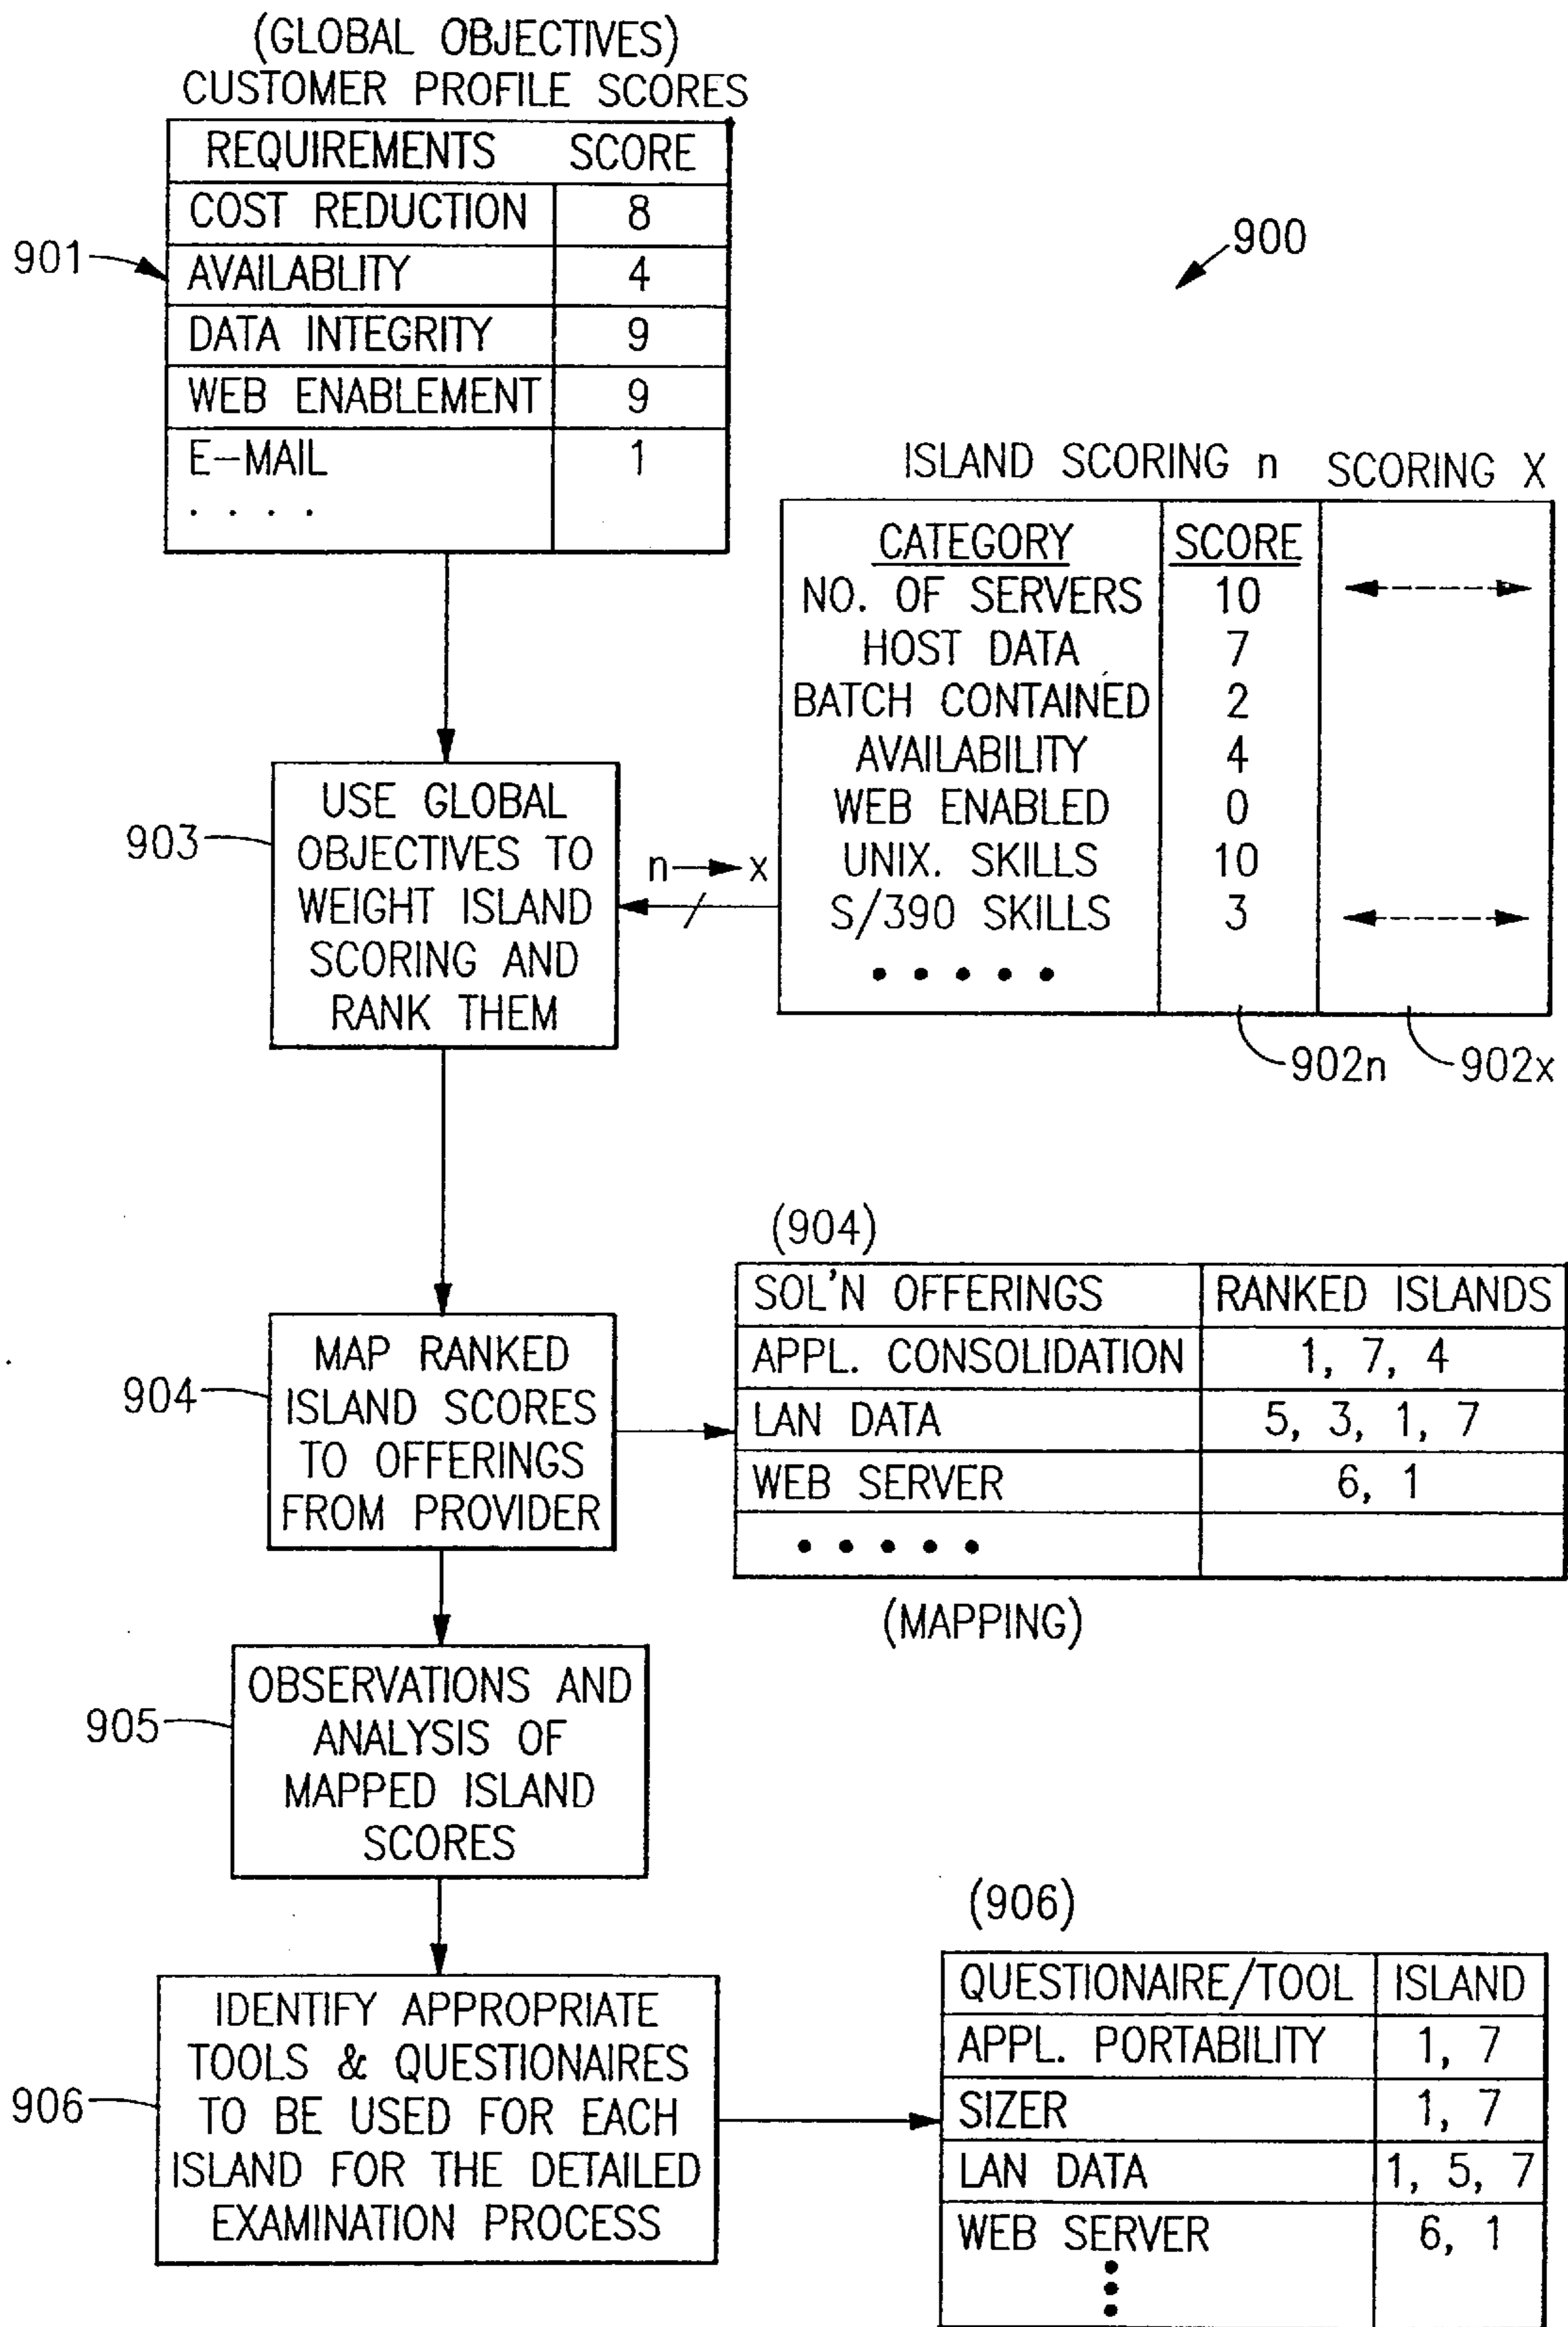 (GLOBAL OBJECTIVES)
CUSTOMER PROFILE SCORES
REQUIREMENTS SCORE
COST REDUCTION 8
901
AVAILABLITY 4
DATA INTEGRITY 9
WEB ENABLEMENT 9
E-MAIL 1
. . . .
900
ISLAND SCORING n SCORING X
CATEGORY SCORE
NO. OF SERVERS 10
HOST DATA 7
BATCH CONTAINED 2
AVAILABILITY 4
WEB ENABLED 0
UNIX. SKILLS 10
S/390 SKILLS 3
• • • • •
902n 902x
903
USE GLOBAL
OBJECTIVES TO
WEIGHT ISLAND
SCORING AND
RANK THEM
n x
904
MAP RANKED
ISLAND SCORES
TO OFFERINGS
FROM PROVIDER
(904)
SOL'N OFFERINGS RANKED ISLANDS
APPL. CONSOLIDATION 1, 7, 4
LAN DATA 5, 3, 1, 7
WEB SERVER 6, 1
• • • • •
(MAPPING)
905
OBSERVATIONS AND
ANALYSIS OF
MAPPED ISLAND
SCORES
906
IDENTIFY APPROPRIATE
TOOLS & QUESTIONAIRES
TO BE USED FOR EACH
ISLAND FOR THE DETAILED
EXAMINATION PROCESS
(906)
QUESTIONAIRE/TOOL ISLAND
APPL. PORTABILITY 1, 7
SIZER 1, 7
LAN DATA 1, 5, 7
WEB SERVER 6, 1